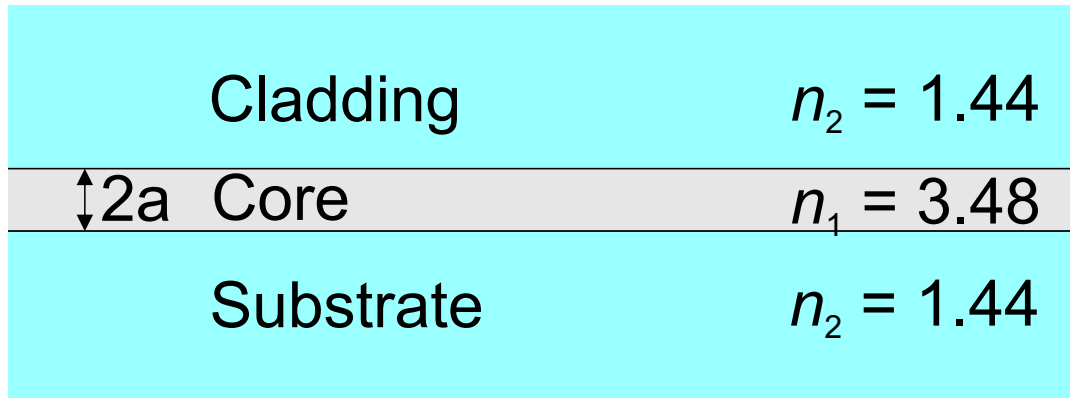 Cladding n₂ = 1.44
2a Core n₁ = 3.48
Substrate n₂ = 1.44